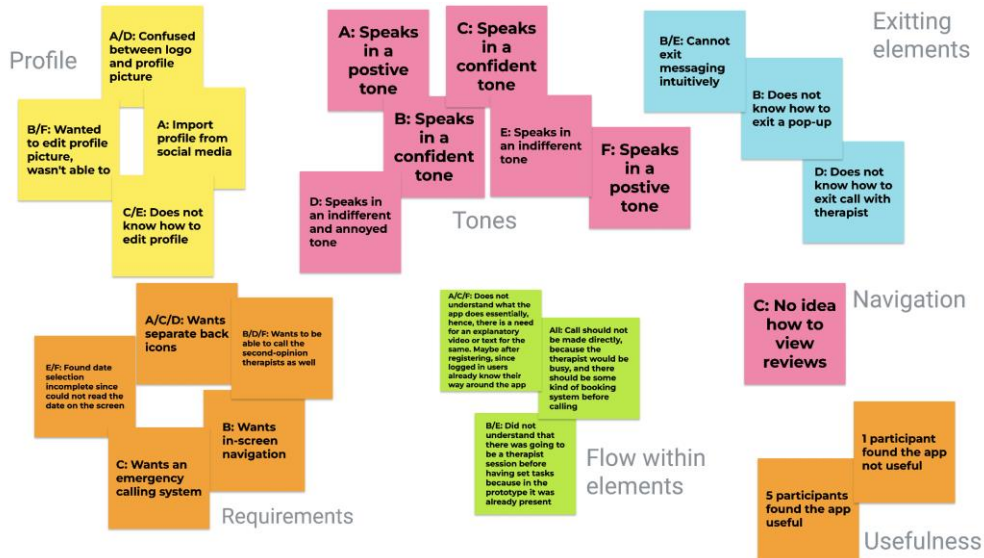 Profile
A/D: Confused
between logo
and profile
picture
B/F: Wanted
to edit profile
picture,
wasn't able to
A: Import
profile from
social media
C/E: Does not
know how to
edit profile
A: Speaks
in a
postive
tone
C: Speaks
in a
confident
tone
B: Speaks
in a
confident
tone
E: Speaks in
an indifferent
tone
F: Speaks
in a
postive
tone
D: Speaks in
an indifferent
and annoyed
tone
Tones
Exitting
elements
B/E: Cannot
exit
messaging
intuitively
B: Does not
know how to
exit a pop-up
D: Does not
know how to
exit call with
therapist
A/C/D: Wants
separate back
icons
B/D/F: Wants to be
able to call the
second-opinion
therapists as well
E/F: Found date
selection
incomplete since
could not read the
date on the screen
B: Wants
in-screen
navigation
C: Wants an
emergency
calling system
Requirements
A/C/F: Does not
understand what the
app does essentially,
hence, there is a need
for an explanatory
video or text for the
same. Maybe after
registering, since
logged in users
already know their
way around the app
All: Call should not
be made directly,
because the
therapist would be
busy, and there
should be some
kind of booking
system before
calling
B/E: Did not
understand that
there was going to
be a therapist
session before
having set tasks
because in the
prototype it was
already present
Flow within
elements
C: No idea
how to
view
reviews
Navigation
1 participant
found the app
not useful
5 participants
found the app
useful
Usefulness